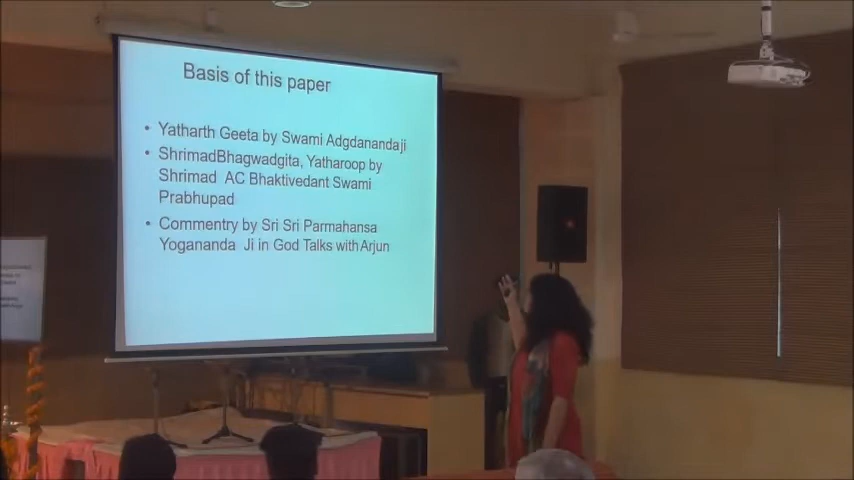 Basis of this paper
• Yatharth Geeta by Swami Adgdanandaji
• ShrimadBhagwadgita, Yatharoop by
Shrimad AC Bhaktivedant Swami
Prabhupad
• Commentry by Sri Sri Parmahansa
Yogananda Ji in God Talks with Arjun